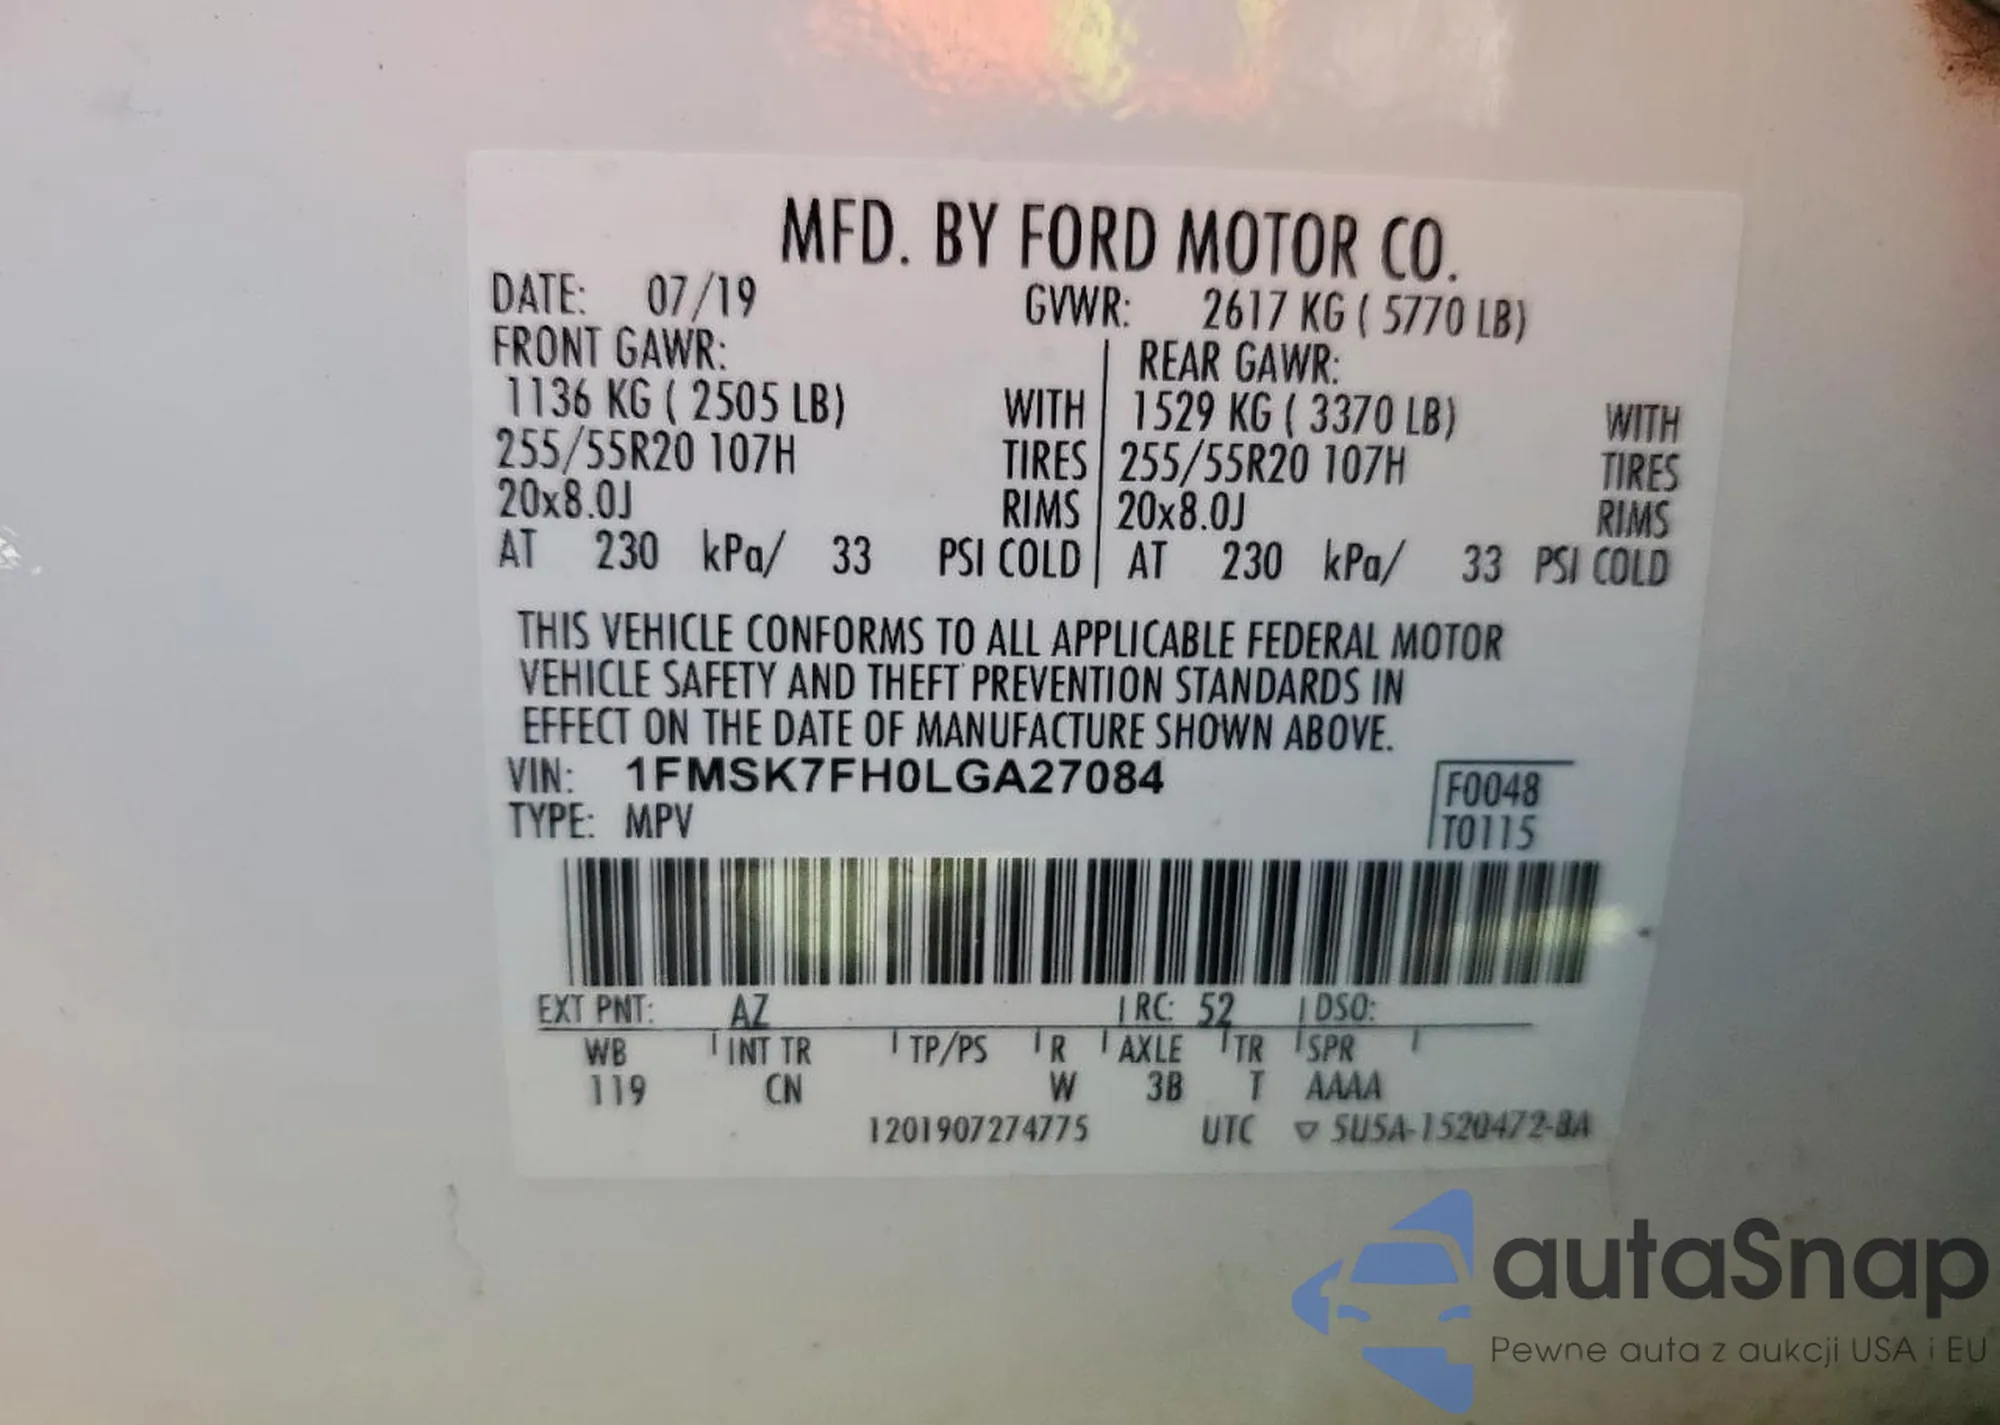 MFD. BY FORD MOTOR CO.
DATE: 07/19 GVWR: 2617 KG ( 5770 LB)
FRONT GAWR: REAR GAWR:
1136 KG ( 2505 LB) WITH 1529 KG ( 3370 LB) WITH
255/55R20 107H TIRES 255/55R20 107H TIRES
20x8.0J RIMS 20x8.0J RIMS
AT 230 kPa/ 33 PSI COLD AT 230 kPa/ 33 PSI COLD
THIS VEHICLE CONFORMS TO ALL APPLICABLE FEDERAL MOTOR
VEHICLE SAFETY AND THEFT PREVENTION STANDARDS IN
EFFECT ON THE DATE OF MANUFACTURE SHOWN ABOVE.
VIN: 1FMSK7FH0LGA27084 F0048
TYPE: MPV T0115
EXT PNT: AZ RC: 52 DSO:
WB INT TR TP/PS R AXLE TR SPR
119 CN W 3B T AAAA
1201907274775 UTC ▽ 5U5A-1520472-BA
autaSnap
Pewne auta z aukcji USA i EU